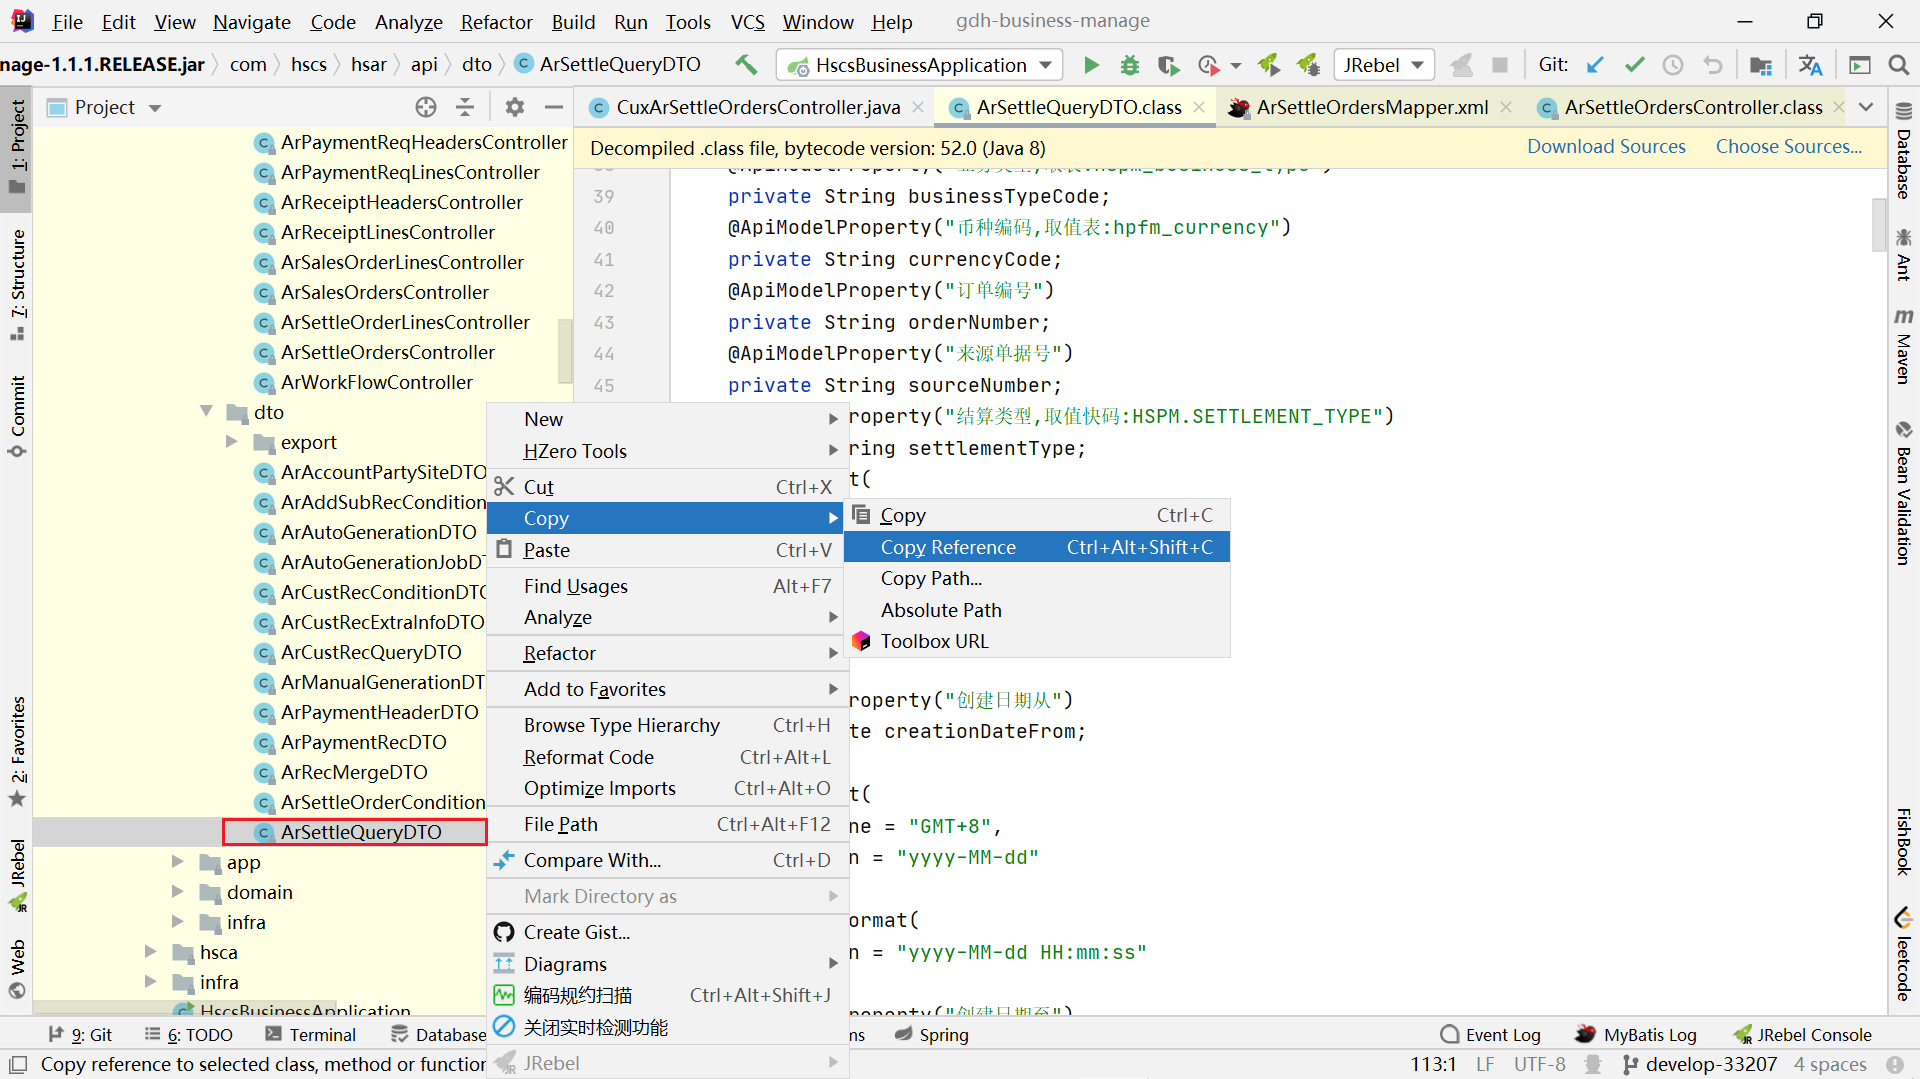 File Edit View Navigate Code Analyze Refactor Build Run Tools VCS Window Help gdh-business-manage
nage-1.1.1.RELEASE.jar com hscs hsar api dto ArSettleQueryDTO HscsBusinessApplication JRebel Git:
Project
CuxArSettleOrdersController.java ArSettleQueryDTO.class ArSettleOrdersMapper.xml ArSettleOrdersController.class
Decompiled .class file, bytecode version: 52.0 (Java 8) Download Sources Choose Sources...
1: Project
7: Structure
Commit
2: Favorites
JRebel
Web
ArPaymentReqHeadersController
ArPaymentReqLinesController
ArReceiptHeadersController
ArReceiptLinesController
ArSalesOrderLinesController
ArSalesOrdersController
ArSettleOrderLinesController
ArSettleOrdersController
ArWorkFlowController
dto
export
ArAccountPartySiteDTO
ArAddSubRecCondition
ArAutoGenerationDTO
ArAutoGenerationJobDT
ArCustRecConditionDTO
ArCustRecExtraInfoDTO
ArCustRecQueryDTO
ArManualGenerationDT
ArPaymentHeaderDTO
ArPaymentRecDTO
ArRecMergeDTO
ArSettleOrderCondition
ArSettleQueryDTO
app
domain
infra
hsca
infra
HscsBusinessApplication
39 private String businessTypeCode;
40 @ApiModelProperty("币种编码,取值表:hpfm_currency")
41 private String currencyCode;
42 @ApiModelProperty("订单编号")
43 private String orderNumber;
44 @ApiModelProperty("来源单据号")
45 private String sourceNumber;
roperty("结算类型,取值快码:HSPM.SETTLEMENT_TYPE")
ring settlementType;
t(
roperty("创建日期从")
te creationDateFrom;
t(
ne = "GMT+8",
n = "yyyy-MM-dd"
ormat(
n = "yyyy-MM-dd HH:mm:ss"
roperty("创建日期至")
New
HZero Tools
Cut Ctrl+X
Copy
Paste Ctrl+V
Find Usages Alt+F7
Analyze
Refactor
Add to Favorites
Browse Type Hierarchy Ctrl+H
Reformat Code Ctrl+Alt+L
Optimize Imports Ctrl+Alt+O
File Path Ctrl+Alt+F12
Compare With... Ctrl+D
Mark Directory as
Create Gist...
Diagrams
编码规约扫描 Ctrl+Alt+Shift+J
关闭实时检测功能
JRebel
Copy Ctrl+C
Copy Reference Ctrl+Alt+Shift+C
Copy Path...
Absolute Path
Toolbox URL
Database
Ant
Maven
Bean Validation
FishBook
leetcode
9: Git 6: TODO Terminal Database ns Spring Event Log MyBatis Log JRebel Console
Copy reference to selected class, method or function 113:1 LF UTF-8 develop-33207 4 spaces